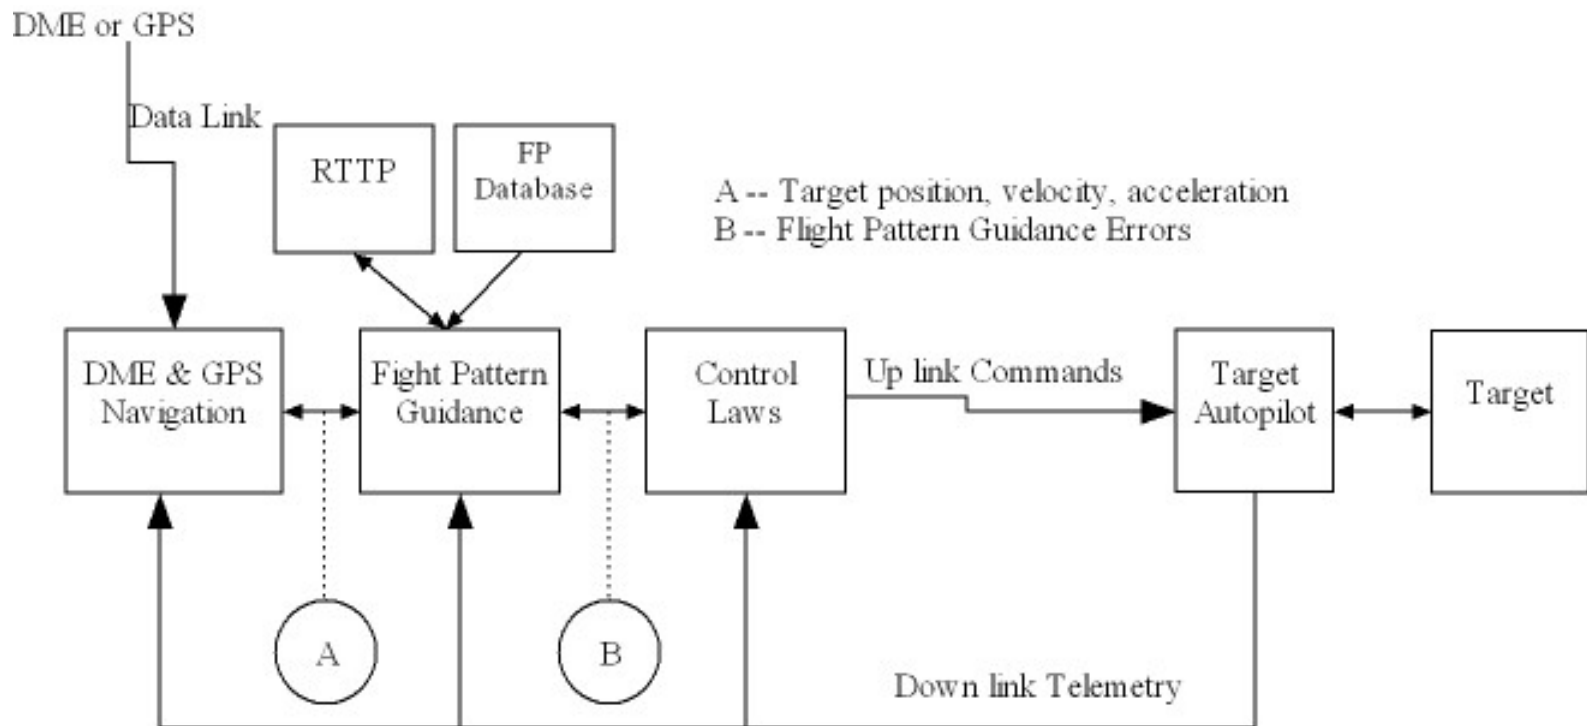 DME or GPS
Data Link
RTTP
FP
Database
A -- Target position, velocity, acceleration
B -- Flight Pattern Guidance Errors
DME & GPS
Navigation
Fight Pattern
Guidance
Control
Laws
Up link Commands
Target
Autopilot
Target
A
B
Down link Telemetry